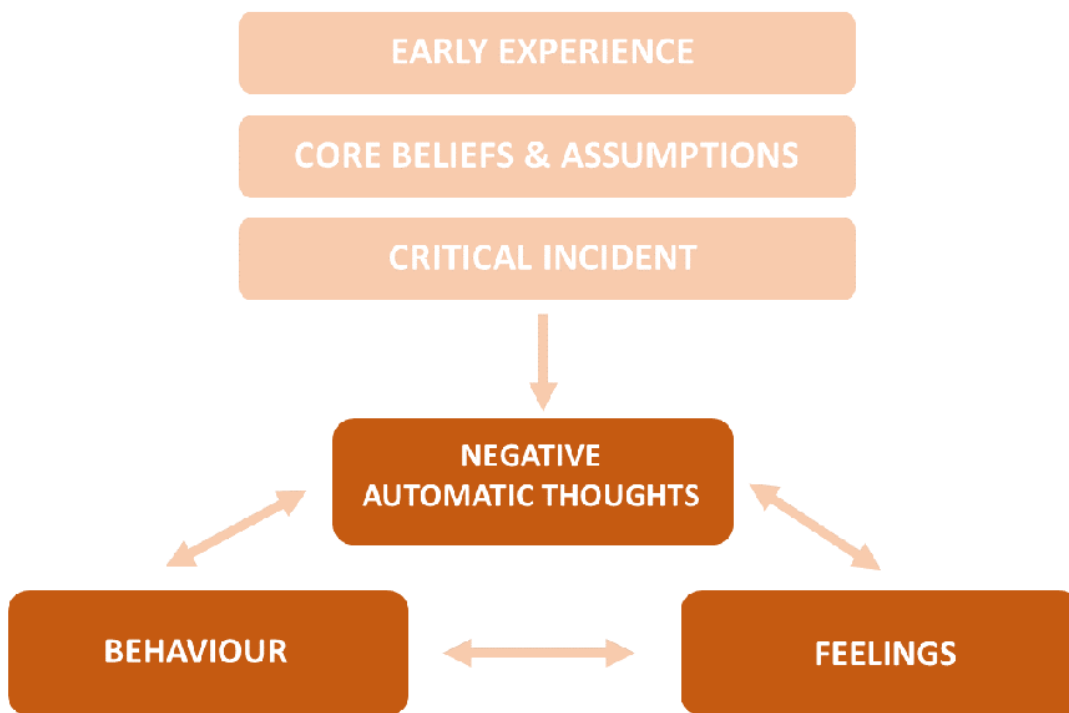 EARLY EXPERIENCE
CORE BELIEFS & ASSUMPTIONS
CRITICAL INCIDENT
NEGATIVE
AUTOMATIC THOUGHTS
BEHAVIOUR
FEELINGS